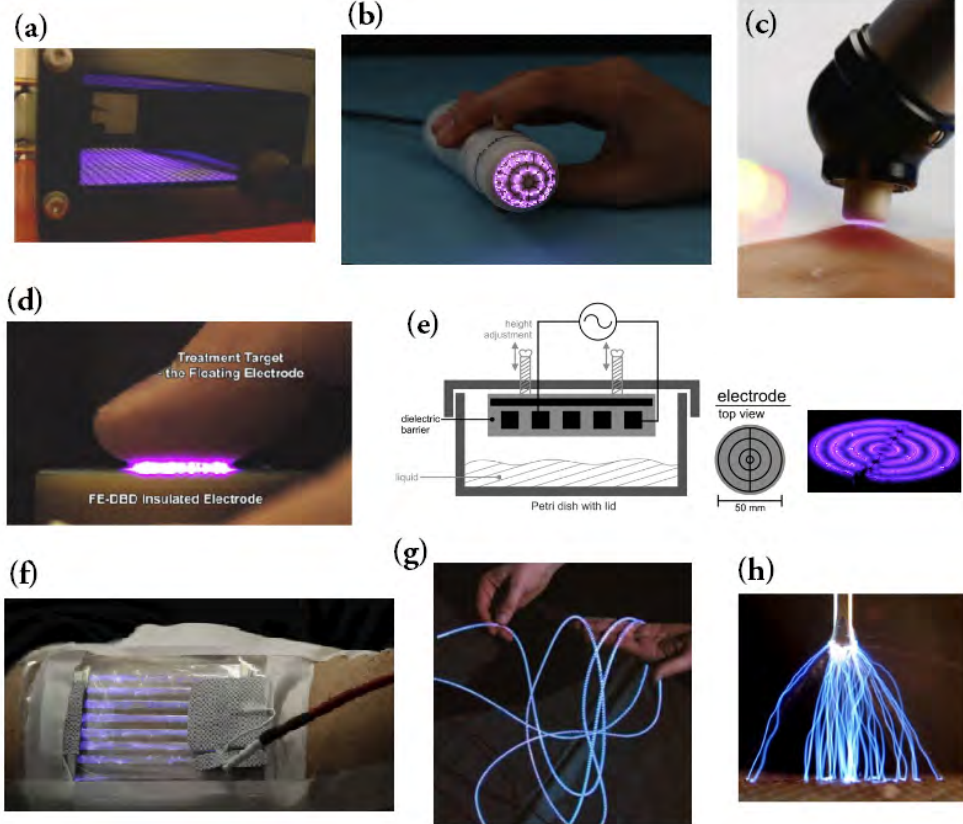 (a)
(b)
(c)
(d)
Treatment Target
- the Floating Electrode
FE-DBD Insulated Electrode
(e)
height
adjustment
dielectric
barrier
liquid
Petri dish with lid
electrode
top view
50 mm
(f)
(g)
(h)